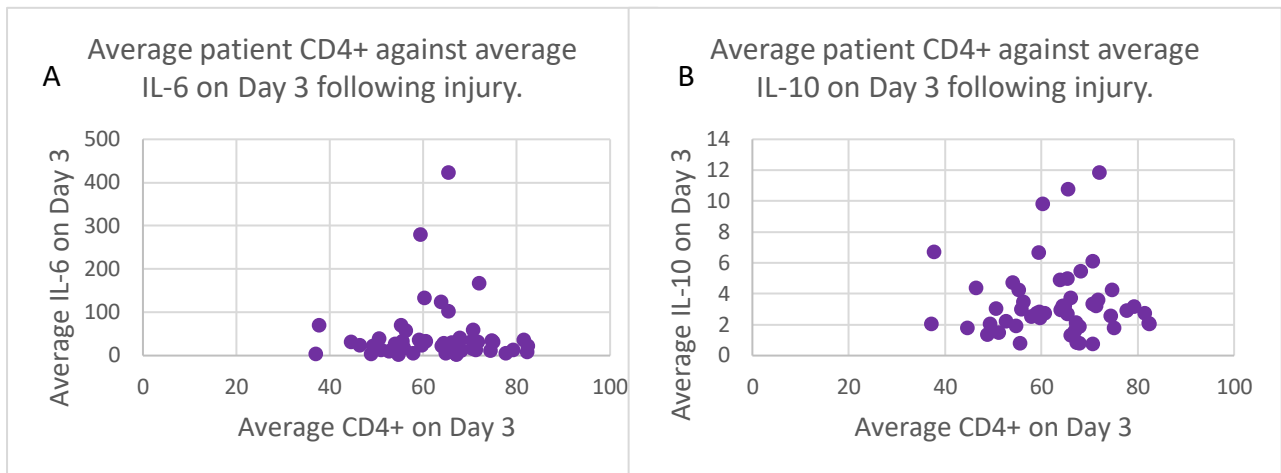 A
Average patient CD4+ against average
IL-6 on Day 3 following injury.
Average IL-6 on Day 3
500
400
300
200
100
0
0 20 40 60 80 100
Average CD4+ on Day 3
B
Average patient CD4+ against average
IL-10 on Day 3 following injury.
Average IL-10 on Day 3
14
12
10
8
6
4
2
0
0 20 40 60 80 100
Average CD4+ on Day 3